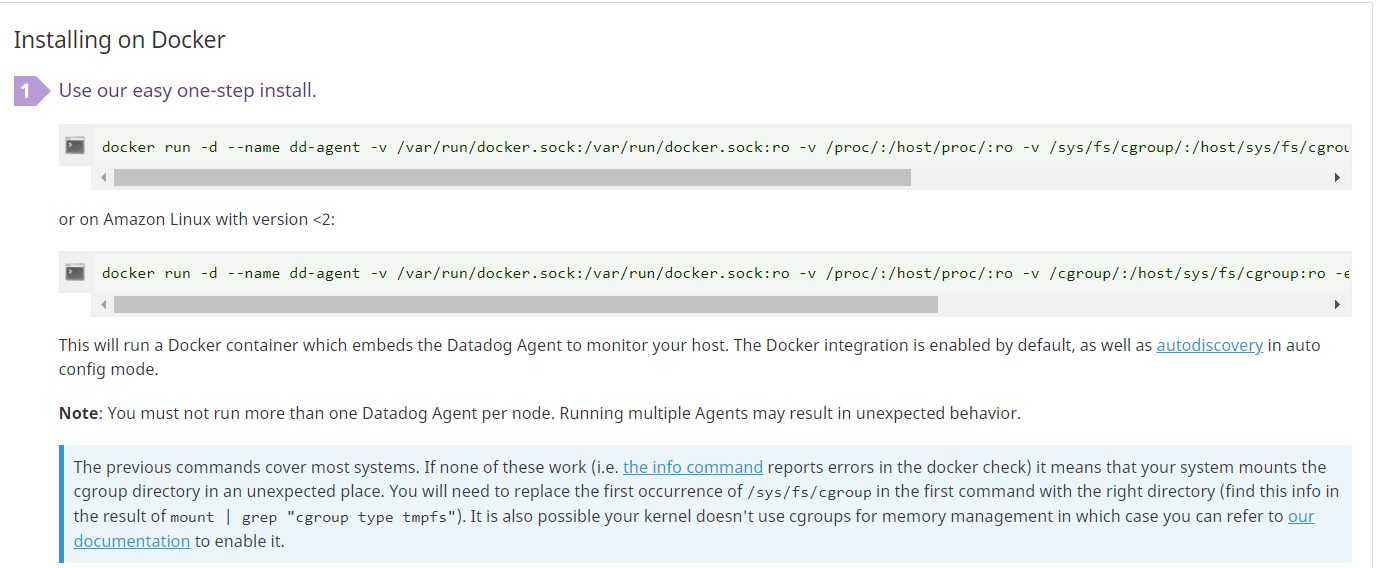 Installing on Docker
1 Use our easy one-step install.
docker run -d --name dd-agent -v /var/run/docker.sock:/var/run/docker.sock:ro -v /proc/:/host/proc/:ro -v /sys/fs/cgroup/:/host/sys/fs/cgrou
or on Amazon Linux with version <2:
docker run -d --name dd-agent -v /var/run/docker.sock:/var/run/docker.sock:ro -v /proc/:/host/proc/:ro -v /cgroup/:/host/sys/fs/cgroup:ro -e
This will run a Docker container which embeds the Datadog Agent to monitor your host. The Docker integration is enabled by default, as well as autodiscovery in auto
config mode.
Note: You must not run more than one Datadog Agent per node. Running multiple Agents may result in unexpected behavior.
The previous commands cover most systems. If none of these work (i.e. the info command reports errors in the docker check) it means that your system mounts the
cgroup directory in an unexpected place. You will need to replace the first occurrence of /sys/fs/cgroup in the first command with the right directory (find this info in
the result of mount | grep "cgroup type tmpfs"). It is also possible your kernel doesn't use cgroups for memory management in which case you can refer to our
documentation to enable it.